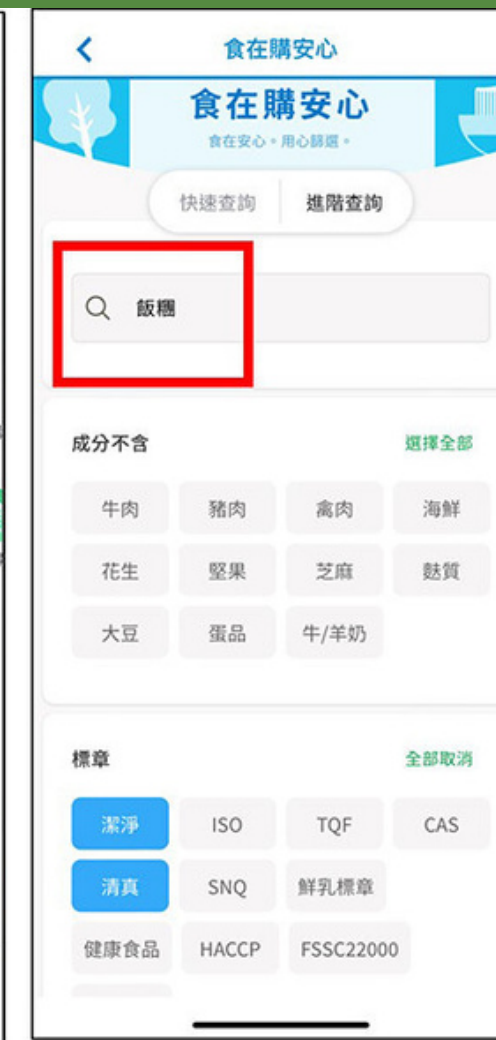 食在購安心
食在購安心
食在安心。用心篩選。
快速查詢 進階查詢
飯糰
成分不含 選擇全部
牛肉 豬肉 禽肉 海鮮
花生 堅果 芝麻 麩質
大豆 蛋品 牛/羊奶
標章 全部取消
潔淨 ISO TQF CAS
清真 SNQ 鮮乳標章
健康食品 HACCP FSSC22000